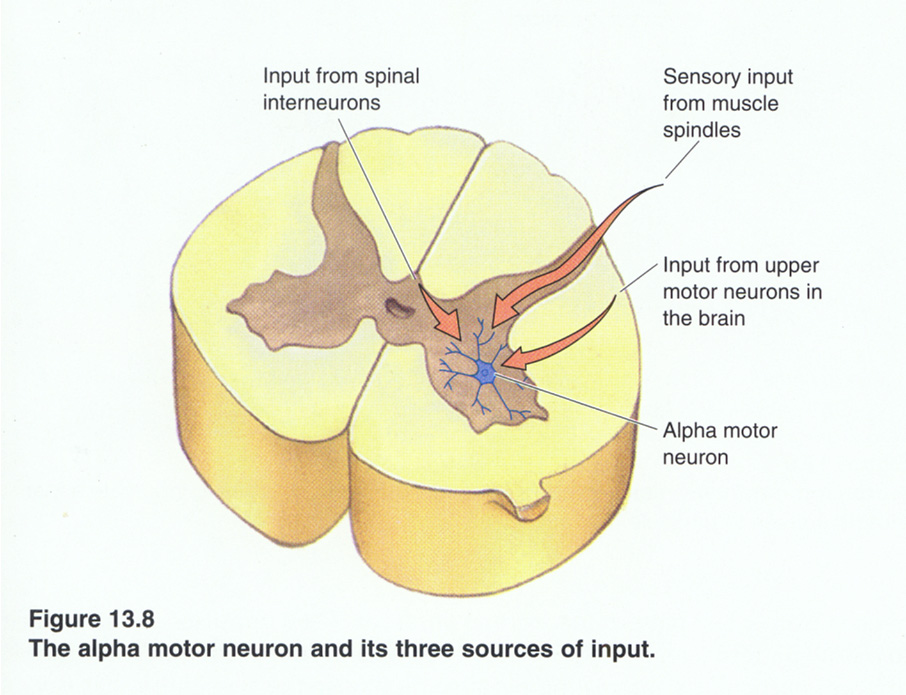 Input from spinal
interneurons
Sensory input
from muscle
spindles
Input from upper
motor neurons in
the brain
Alpha motor
neuron
Figure 13.8
The alpha motor neuron and its three sources of input.